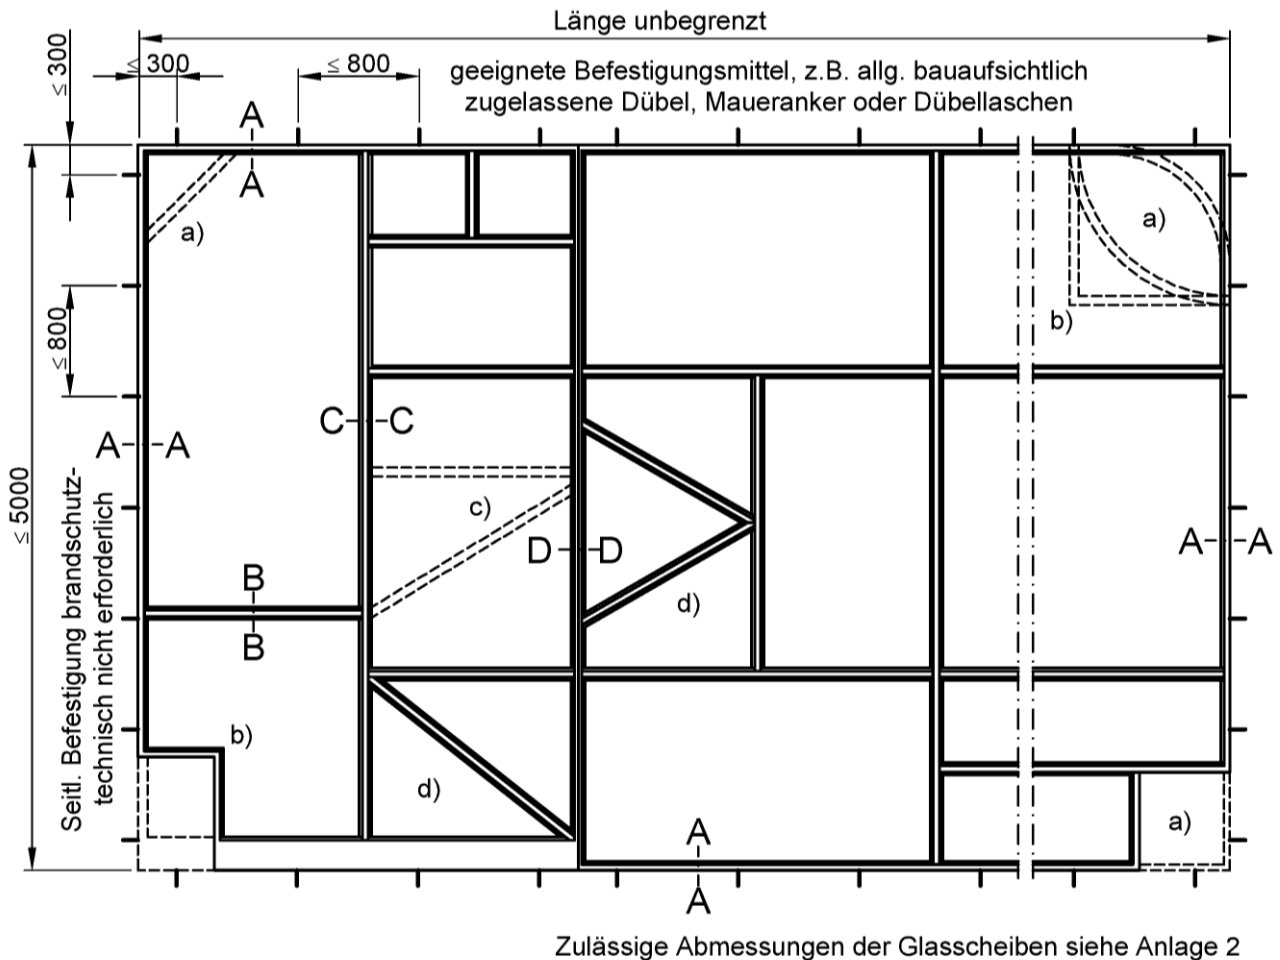 Länge unbegrenzt
≤ 300
≤ 300
≤ 800
geeignete Befestigungsmittel, z.B. allg. bauaufsichtlich
zugelassene Dübel, Maueranker oder Dübellaschen
A
A
a)
a)
b)
≤ 800
C C
A A
≤ 5000
Seitl. Befestigung brandschutz-
technisch nicht erforderlich
c)
D D
A A
B
B
d)
b)
d)
a)
A
A
Zulässige Abmessungen der Glasscheiben siehe Anlage 2